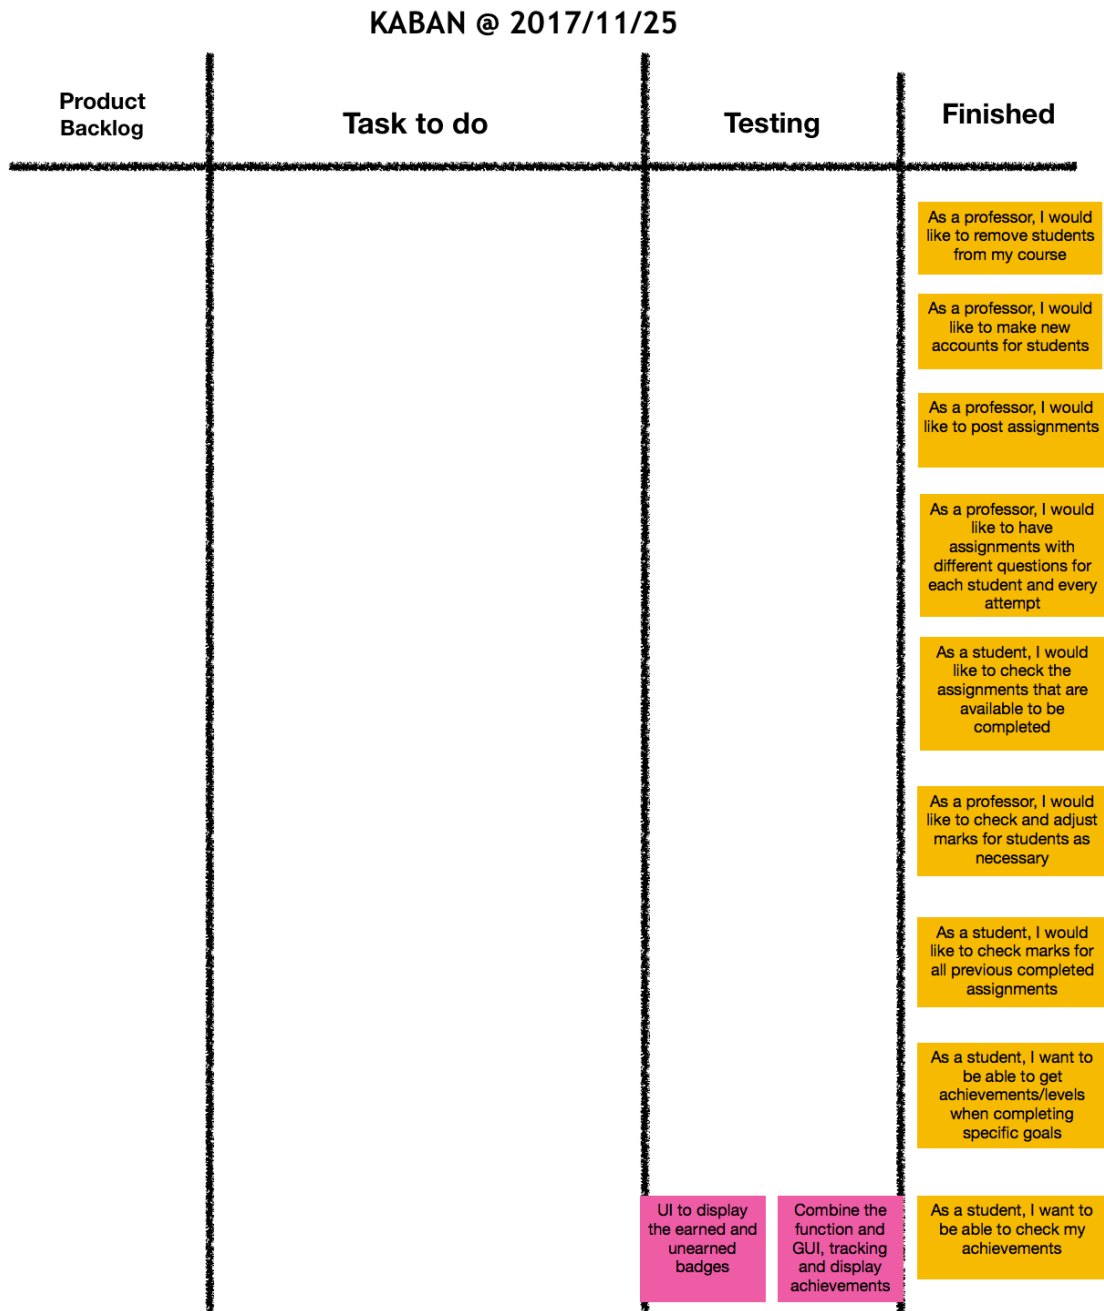 KABAN @ 2017/11/25
Product
Backlog
Task to do
Testing
Finished
As a professor, I would
like to remove students
from my course
As a professor, I would
like to make new
accounts for students
As a professor, I would
like to post assignments
As a professor, I would
like to have
assignments with
different questions for
each student and every
attempt
As a student, I would
like to check the
assignments that are
available to be
completed
As a professor, I would
like to check and adjust
marks for students as
necessary
As a student, I would
like to check marks for
all previous completed
assignments
As a student, I want to
be able to get
achievements/levels
when completing
specific goals
UI to display
the earned and
unearned
badges
Combine the
function and
GUI, tracking
and display
achievements
As a student, I want to
be able to check my
achievements